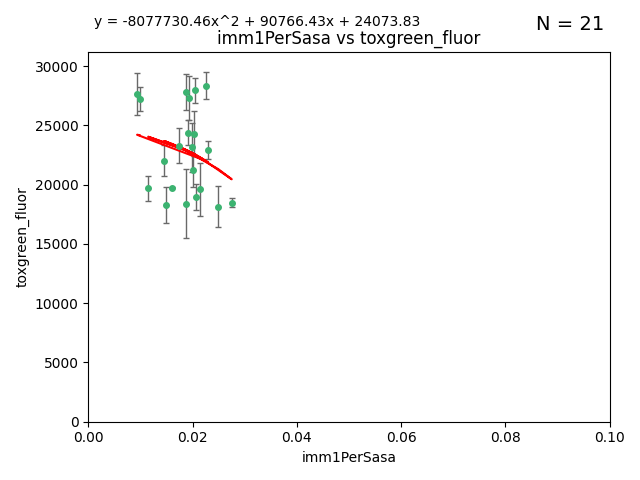 y = -8077730.46x^2 + 90766.43x + 24073.83
N = 21
imm1PerSasa vs toxgreen_fluor
toxgreen_fluor
30000
25000
20000
15000
10000
5000
0
0.00 0.02 0.04 0.06 0.08 0.10
imm1PerSasa